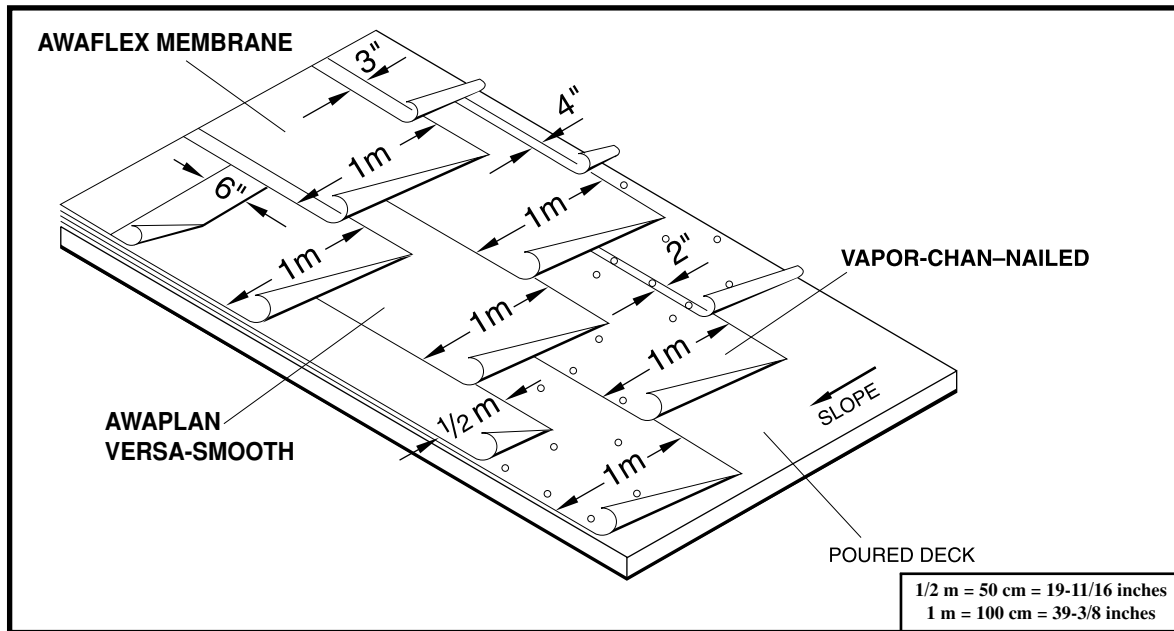 AWAFLEX MEMBRANE
3"
4"
1m
6"
1m
1m
2"
VAPOR-CHAN–NAILED
1m
1m
1m
SLOPE
AWAPLAN
VERSA-SMOOTH
1/2 m
1m
POURED DECK
1/2 m = 50 cm = 19-11/16 inches
1 m = 100 cm = 39-3/8 inches